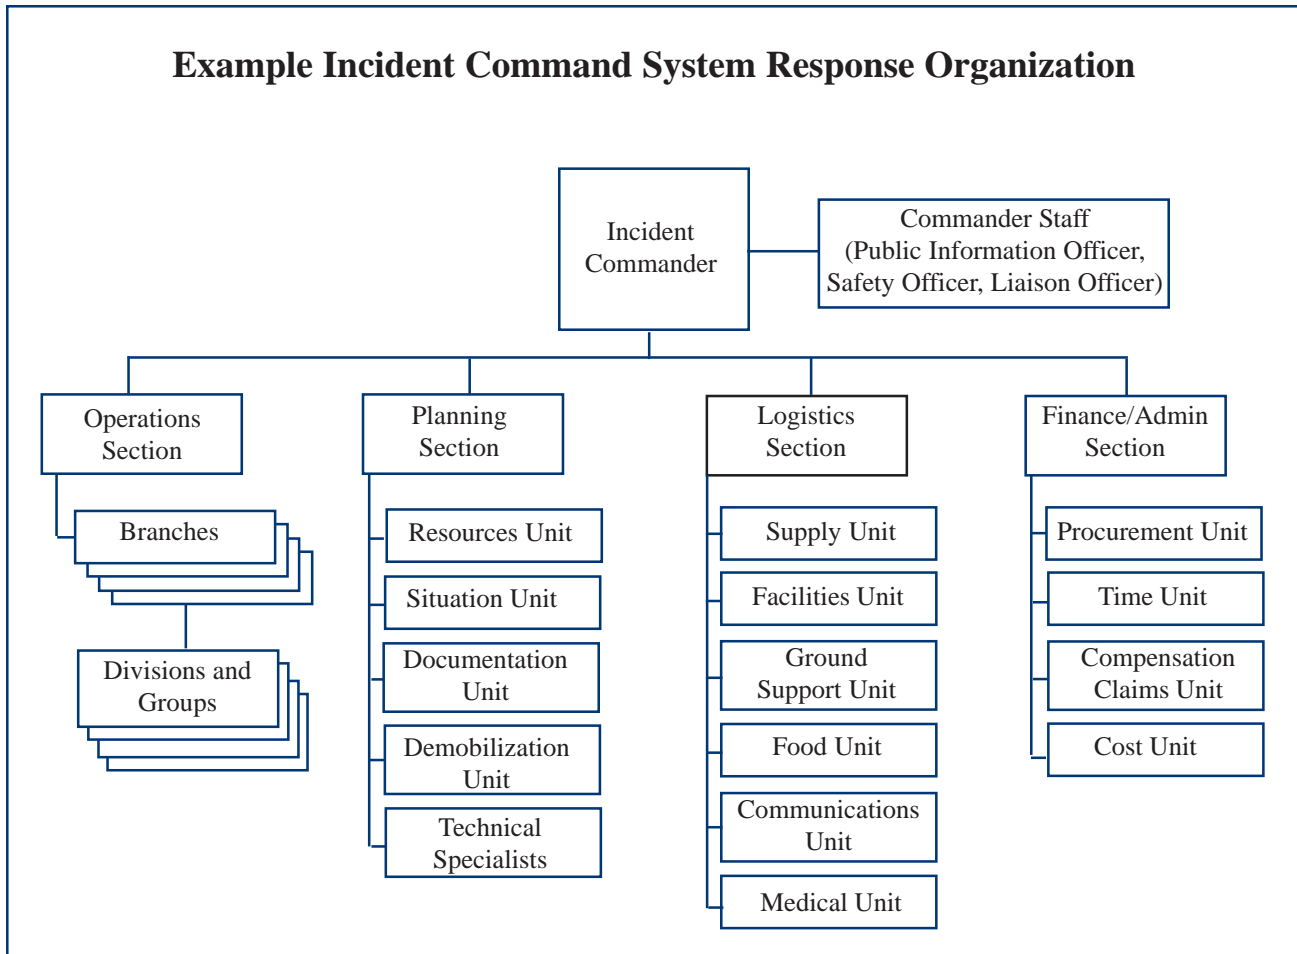 Example Incident Command System Response Organization
Incident
Commander
Commander Staff
(Public Information Officer,
Safety Officer, Liaison Officer)
Operations
Section
Branches
Divisions and
Groups
Planning
Section
Resources Unit
Situation Unit
Documentation
Unit
Demobilization
Unit
Technical
Specialists
Logistics
Section
Supply Unit
Facilities Unit
Ground
Support Unit
Food Unit
Communications
Unit
Medical Unit
Finance/Admin
Section
Procurement Unit
Time Unit
Compensation
Claims Unit
Cost Unit